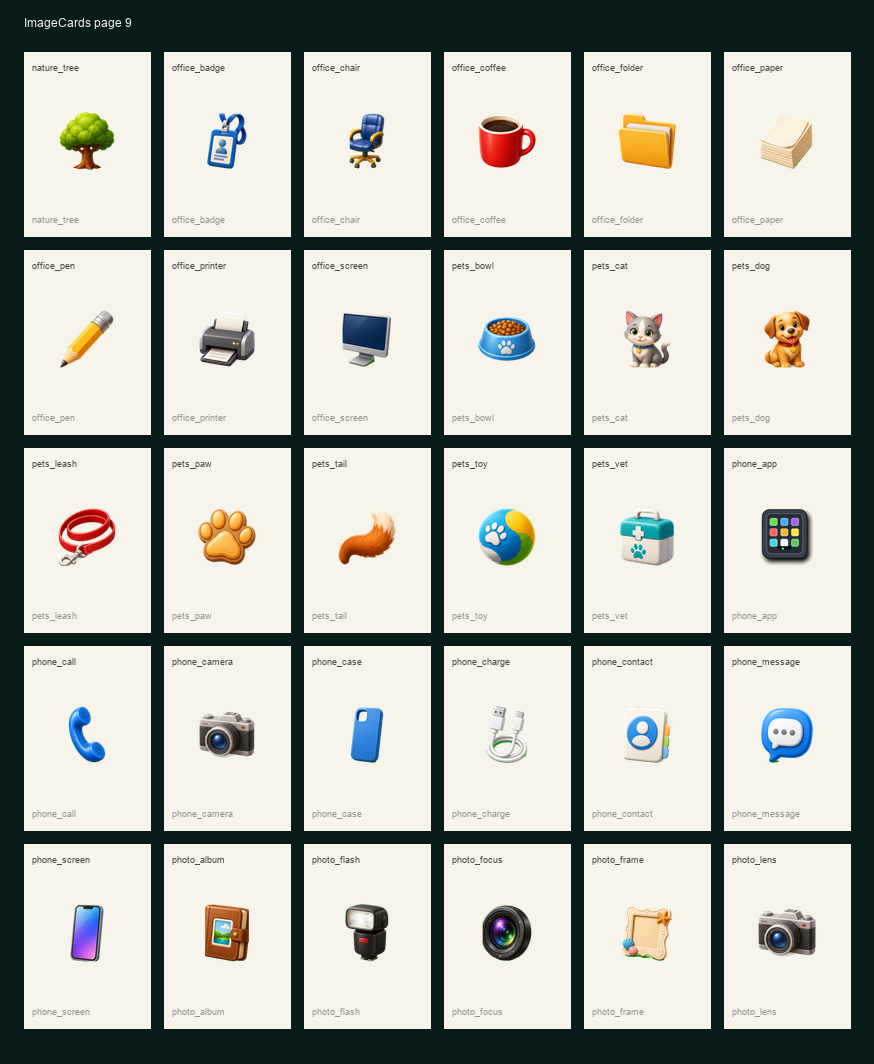 ImageCards page 9
nature_tree office_badge office_chair office_coffee office_folder office_paper
nature_tree office_badge office_chair office_coffee office_folder office_paper
office_pen office_printer office_screen pets_bowl pets_cat pets_dog
office_pen office_printer office_screen pets_bowl pets_cat pets_dog
pets_leash pets_paw pets_tail pets_toy pets_vet phone_app
pets_leash pets_paw pets_tail pets_toy pets_vet phone_app
phone_call phone_camera phone_case phone_charge phone_contact phone_message
phone_call phone_camera phone_case phone_charge phone_contact phone_message
phone_screen photo_album photo_flash photo_focus photo_frame photo_lens
phone_screen photo_album photo_flash photo_focus photo_frame photo_lens